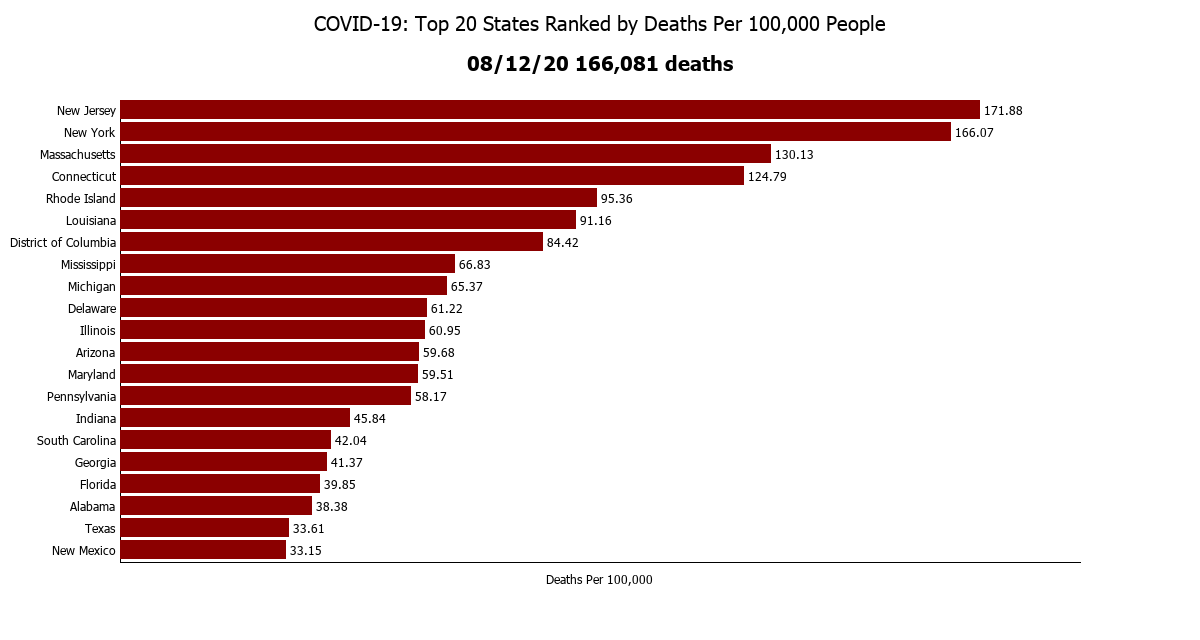 COVID-19: Top 20 States Ranked by Deaths Per 100,000 People
08/12/20 166,081 deaths
New Jersey 171.88
New York 166.07
Massachusetts 130.13
Connecticut 124.79
Rhode Island 95.36
Louisiana 91.16
District of Columbia 84.42
Mississippi 66.83
Michigan 65.37
Delaware 61.22
Illinois 60.95
Arizona 59.68
Maryland 59.51
Pennsylvania 58.17
Indiana 45.84
South Carolina 42.04
Georgia 41.37
Florida 39.85
Alabama 38.38
Texas 33.61
New Mexico 33.15
Deaths Per 100,000